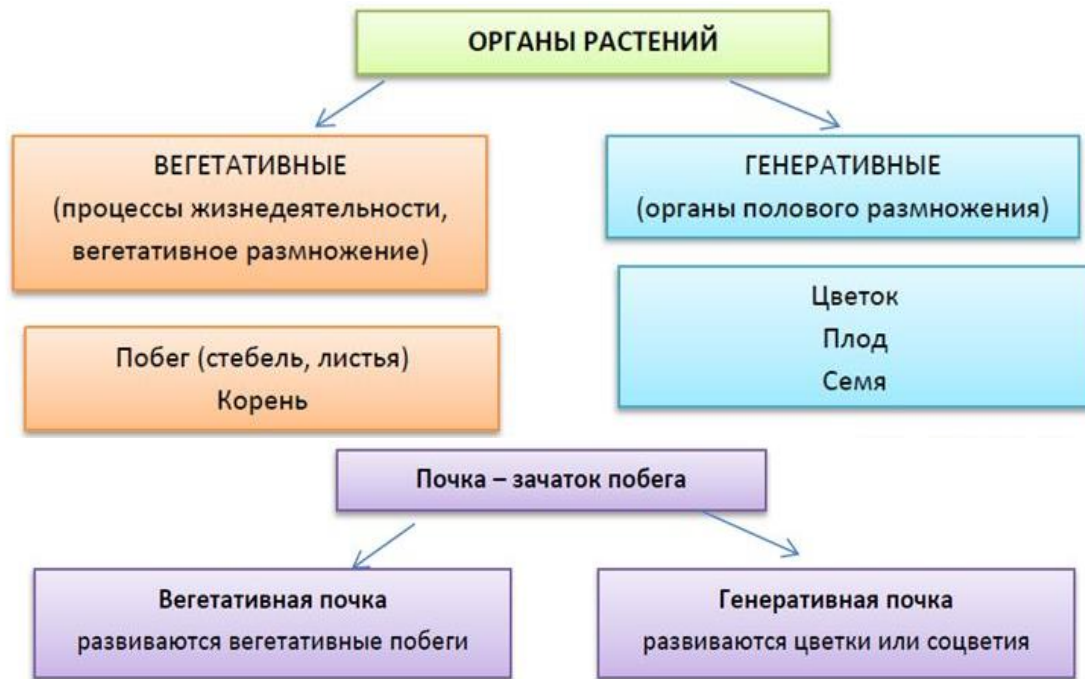 ОРГАНЫ РАСТЕНИЙ
ВЕГЕТАТИВНЫЕ
(процессы жизнедеятельности,
вегетативное размножение)
ГЕНЕРАТИВНЫЕ
(органы полового размножения)
Побег (стебель, листья)
Корень
Цветок
Плод
Семя
Почка – зачаток побега
Вегетативная почка
развиваются вегетативные побеги
Генеративная почка
развиваются цветки или соцветия